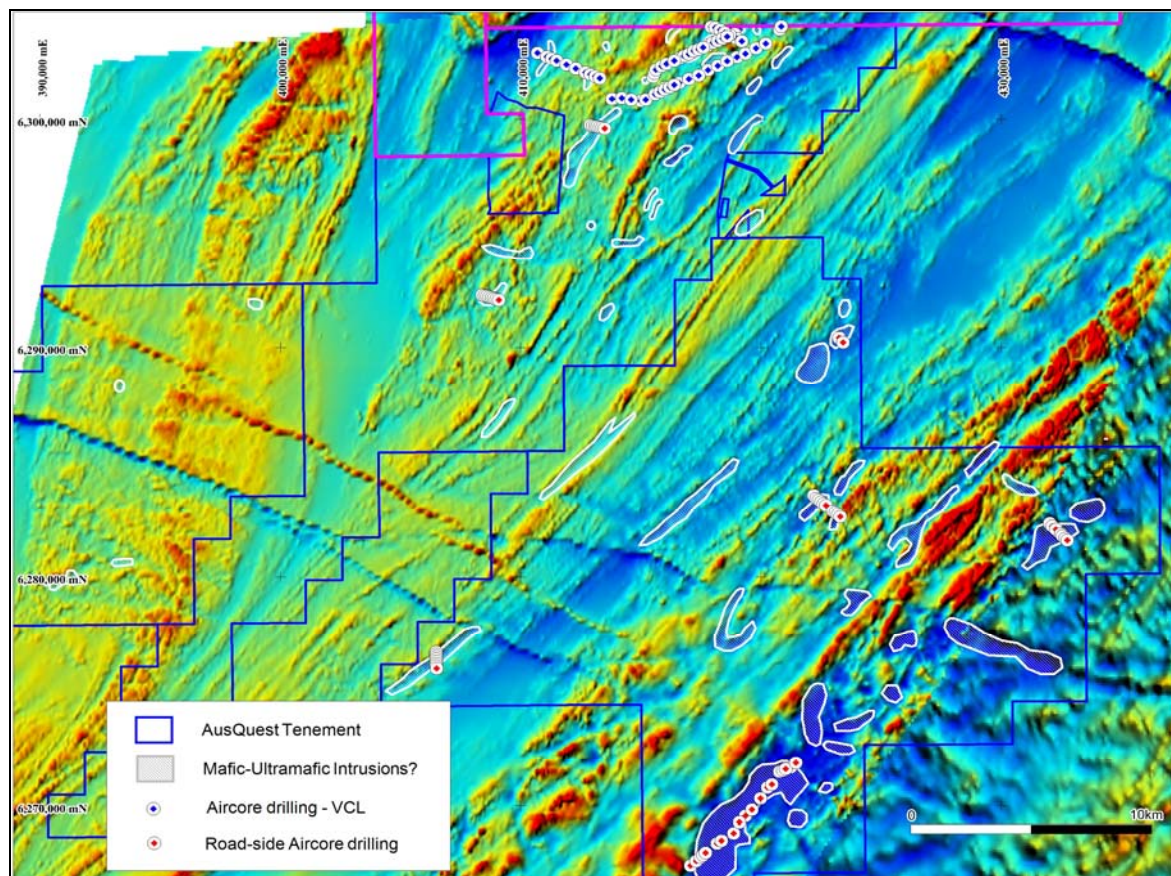 390,000 mE
400,000 mE
410,000 mE
430,000 mE
6,300,000 mN
6,290,000 mN
6,280,000 mN
6,270,000 mN
AusQuest Tenement
Mafic-Ultramafic Intrusions?
Aircore drilling - VCL
Road-side Aircore drilling
0 10km